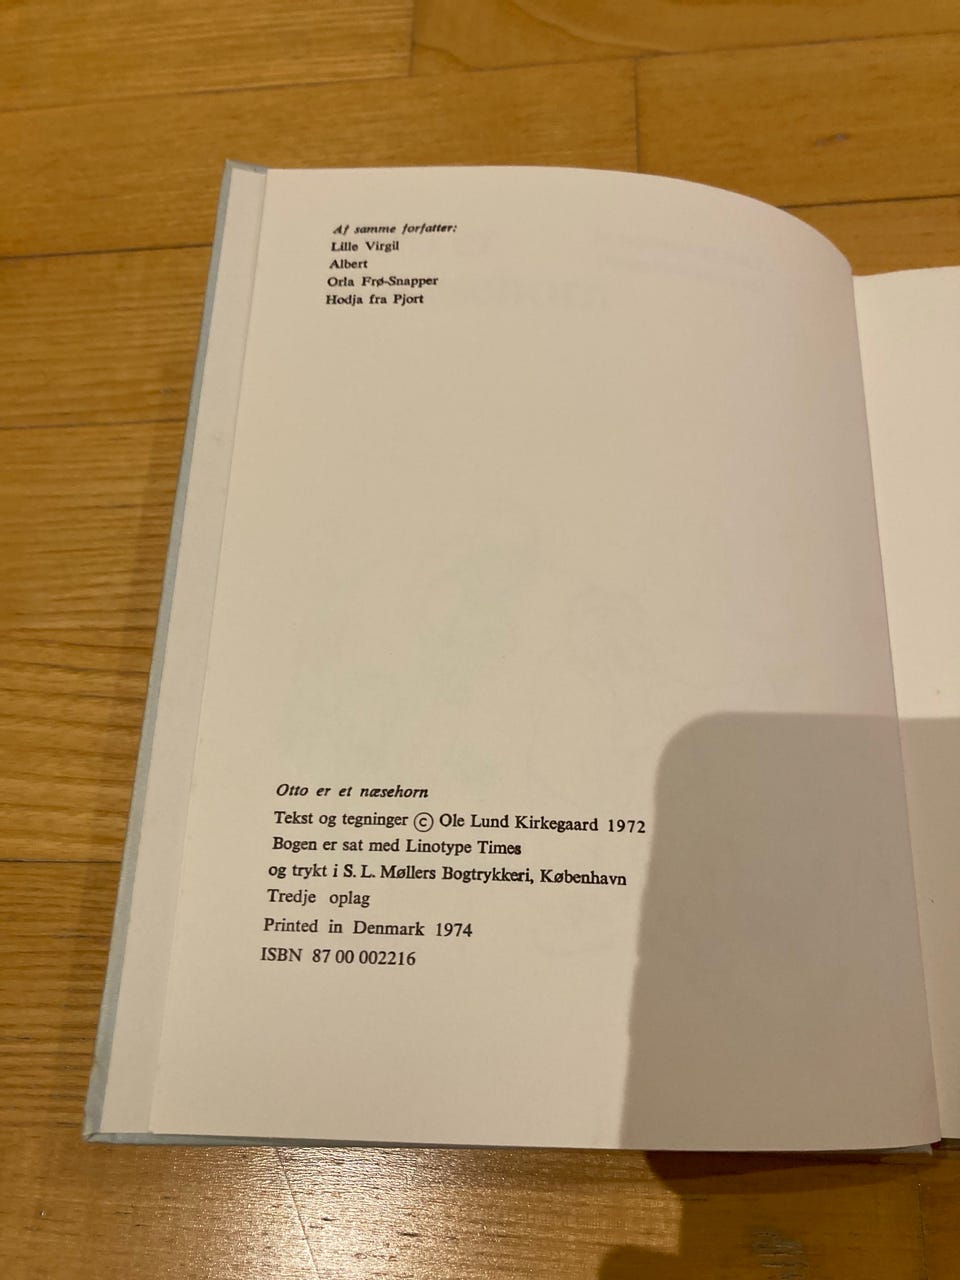 Af samme forfatter:
Lille Virgil
Albert
Orla Frø-Snapper
Hodja fra Pjort
Otto er et næsehorn
Tekst og tegninger © Ole Lund Kirkegaard 1972
Bogen er sat med Linotype Times
og trykt i S. L. Møllers Bogtrykkeri, København
Tredje oplag
Printed in Denmark 1974
ISBN 87 00 002216